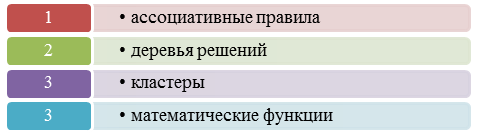 1 • ассоциативные правила
2 • деревья решений
3 • кластеры
3 • математические функции